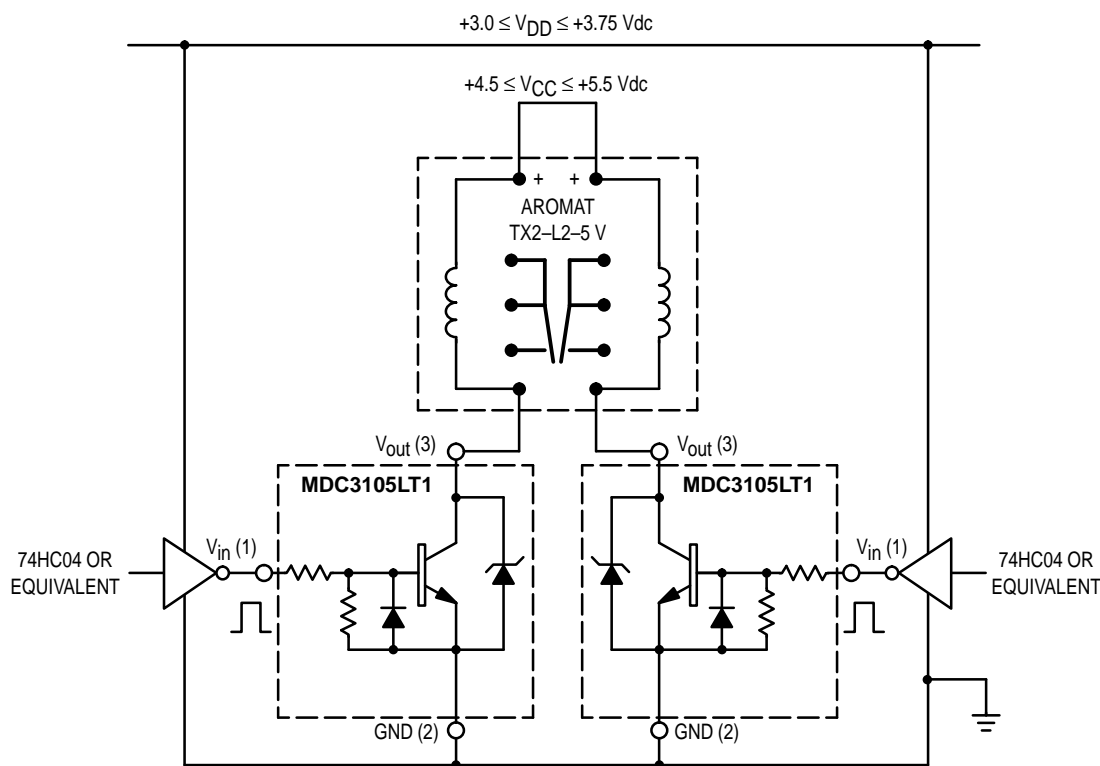 +3.0 ≤ VDD ≤ +3.75 Vdc
+4.5 ≤ VCC ≤ +5.5 Vdc
+ +
AROMAT
TX2–L2–5 V
Vout (3)
Vout (3)
MDC3105LT1
MDC3105LT1
74HC04 OR
EQUIVALENT
Vin (1)
Vin (1)
74HC04 OR
EQUIVALENT
GND (2)
GND (2)